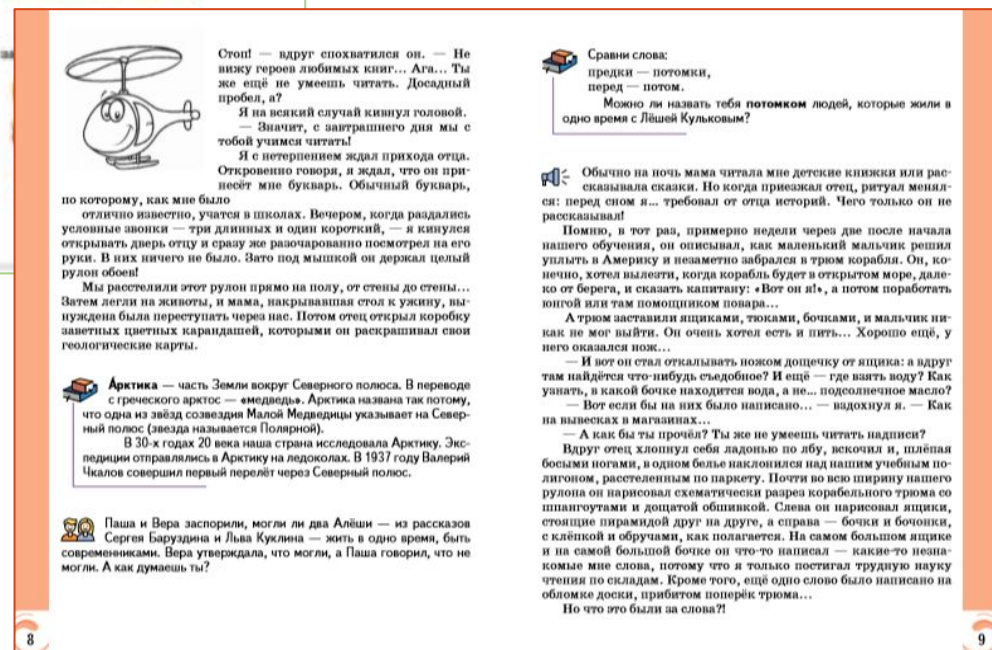 Стоп! — вдруг спохватился он. — Не
вижу героев любимых книг... Ага... Ты
же ещё не умеешь читать. Досадный
пробел, а?
Я на всякий случай кивнул головой.
— Значит, с завтрашнего дня мы с
тобой учимся читать!
Я с нетерпением ждал прихода отца.
Откровенно говоря, я ждал, что он при-
несёт мне букварь. Обычный букварь,
по которому, как мне было
отлично известно, учатся в школах. Вечером, когда раздались
условные звонки — три длинных и один короткий, — я кинулся
открывать дверь отцу и сразу же разочарованно посмотрел на его
руки. В них ничего не было. Зато под мышкой он держал целый
рулон обоев!
Мы расстелили этот рулон прямо на полу, от стены до стены...
Затем легли на животы, и мама, накрывавшая стол к ужину, вы-
нуждена была переступать через нас. Потом отец открыл коробку
заветных цветных карандашей, которыми он раскрашивал свои
геологические карты.
Арктика — часть Земли вокруг Северного полюса. В переводе
с греческого арктос — «медведь». Арктика названа так потому,
что одна из звёзд созвездия Малой Медведицы указывает на Север-
ный полюс (звезда называется Полярной).
В 30-х годах 20 века наша страна исследовала Арктику. Экс-
педиции отправлялись в Арктику на ледоколах. В 1937 году Валерий
Чкалов совершил первый перелёт через Северный полюс.
Паша и Вера заспорили, могли ли два Алёши — из рассказов
Сергея Баруздина и Льва Куклина — жить в одно время, быть
современниками. Вера утверждала, что могли, а Паша говорил, что не
могли. А как думаешь ты?
8
Сравни слова:
предки — потомки,
перед — потом.
Можно ли назвать тебя потомком людей, которые жили в
одно время с Лёшей Кульковым?
Обычно на ночь мама читала мне детские книжки или рас-
сказывала сказки. Но когда приезжал отец, ритуал менял-
ся: перед сном я... требовал от отца историй. Чего только он не
рассказывал!
Помню, в тот раз, примерно недели через две после начала
нашего обучения, он описывал, как маленький мальчик решил
уплыть в Америку и незаметно забрался в трюм корабля. Он, ко-
нечно, хотел вылезти, когда корабль будет в открытом море, дале-
ко от берега, и сказать капитану: «Вот он я!», а потом поработать
юнгой или там помощником повара...
А трюм заставили ящиками, тюками, бочками, и мальчик ни-
как не мог выйти. Он очень хотел есть и пить... Хорошо ещё, у
него оказался нож...
— И вот он стал откалывать ножом дощечку от ящика: а вдруг
там найдётся что-нибудь съедобное? И ещё — где взять воду? Как
узнать, в какой бочке находится вода, а не... подсолнечное масло?
— Вот если бы на них было написано... — вздохнул я. — Как
на вывесках в магазинах...
— А как бы ты прочёл? Ты же не умеешь читать надписи?
Вдруг отец хлопнул себя ладонью по лбу, вскочил и, шлёпая
босыми ногами, в одном белье наклонился над нашим учебным по-
лигоном, расстеленным по паркету. Почти во всю ширину нашего
рулона он нарисовал схематически разрез корабельного трюма со
шпангоутами и дощатой обшивкой. Слева он нарисовал ящики,
стоящие пирамидой друг на друге, а справа — бочки и бочонки,
с клёпкой и обручами, как полагается. На самом большом ящике
и на самой большой бочке он что-то написал — какие-то незна-
комые мне слова, потому что я только постигал трудную науку
чтения по складам. Кроме того, ещё одно слово было написано на
обломке доски, прибитом поперёк трюма...
Но что это были за слова?!
9